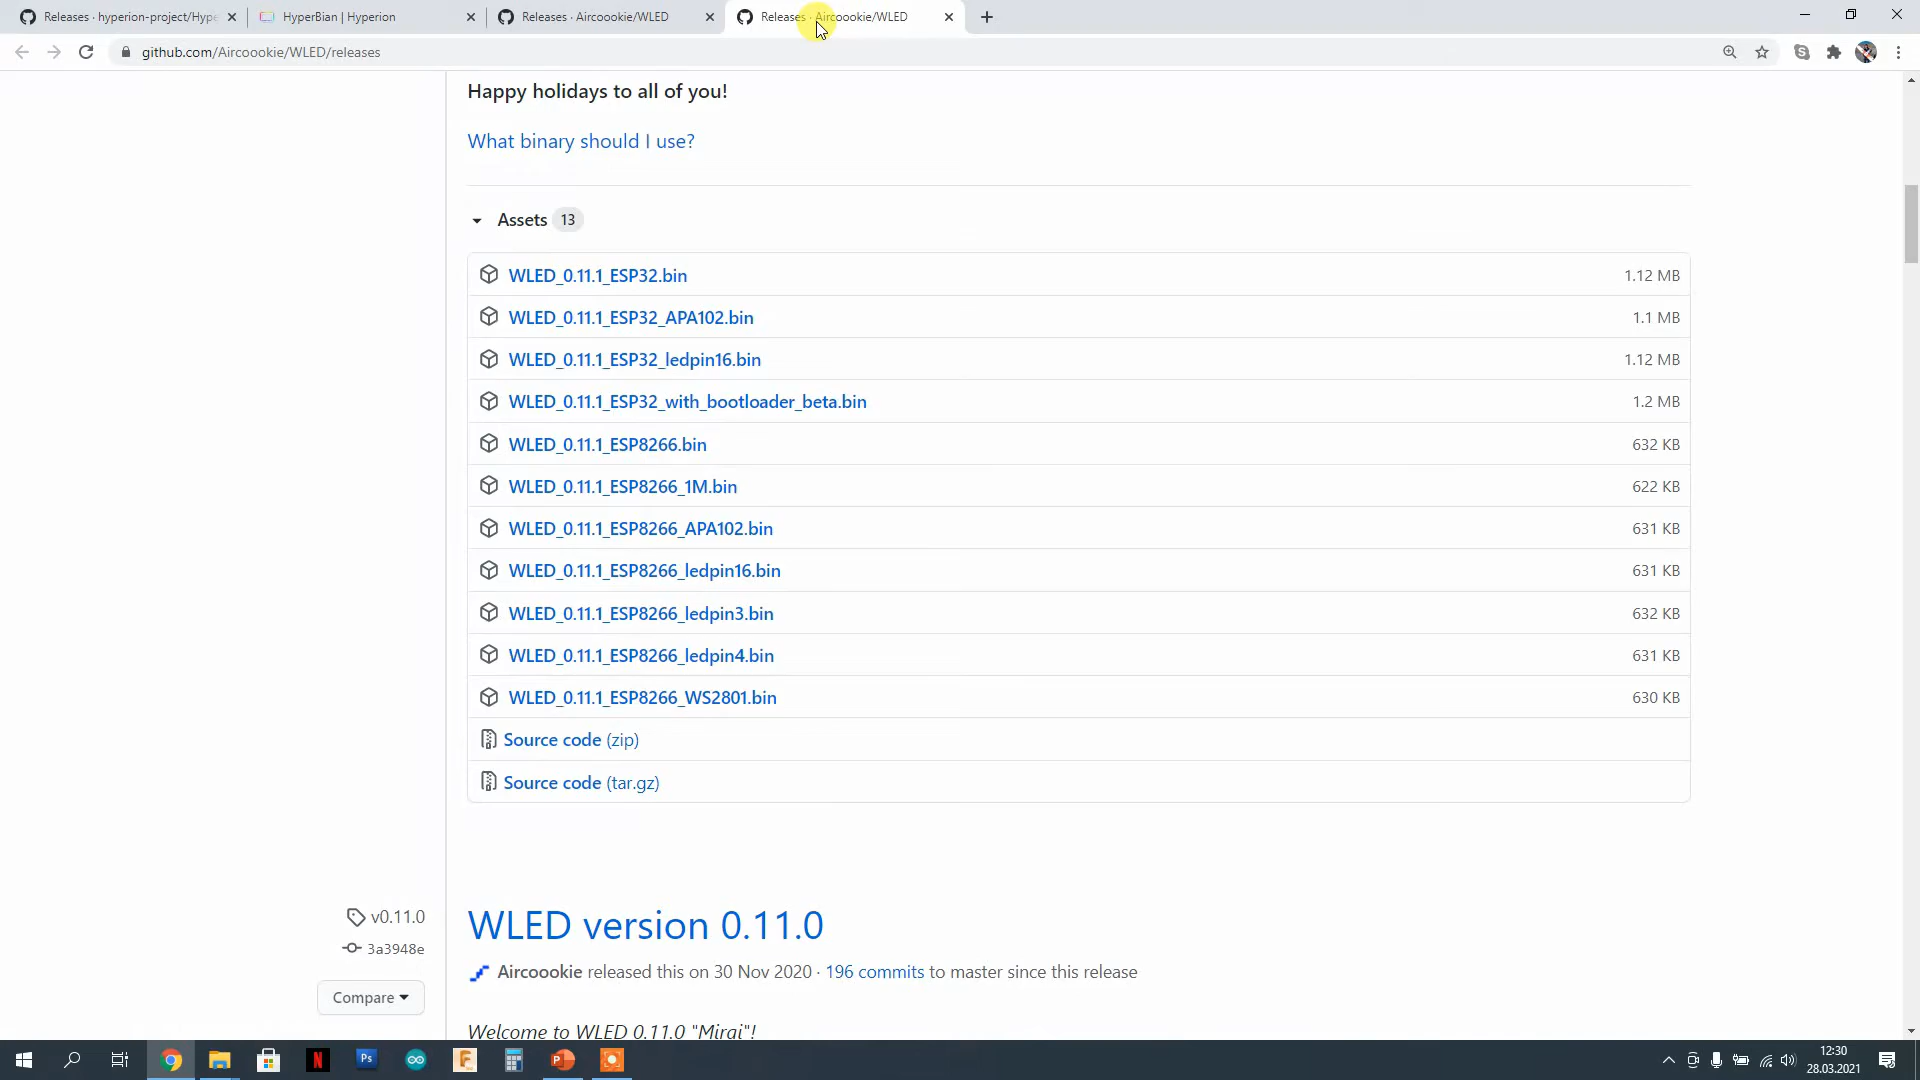 Releases · hyperion-project/Hype
HyperBian | Hyperion
Releases · Aircoookie/WLED
Releases · Aircoookie/WLED
github.com/Aircoookie/WLED/releases
Happy holidays to all of you!
What binary should I use?
Assets 13
WLED_0.11.1_ESP32.bin 1.12 MB
WLED_0.11.1_ESP32_APA102.bin 1.1 MB
WLED_0.11.1_ESP32_ledpin16.bin 1.12 MB
WLED_0.11.1_ESP32_with_bootloader_beta.bin 1.2 MB
WLED_0.11.1_ESP8266.bin 632 KB
WLED_0.11.1_ESP8266_1M.bin 622 KB
WLED_0.11.1_ESP8266_APA102.bin 631 KB
WLED_0.11.1_ESP8266_ledpin16.bin 631 KB
WLED_0.11.1_ESP8266_ledpin3.bin 632 KB
WLED_0.11.1_ESP8266_ledpin4.bin 631 KB
WLED_0.11.1_ESP8266_WS2801.bin 630 KB
Source code (zip)
Source code (tar.gz)
v0.11.0
3a3948e
Compare
WLED version 0.11.0
Aircoookie released this on 30 Nov 2020 · 196 commits to master since this release
Welcome to WLED 0.11.0 "Mirai"!
N
Ps
F
P
12:30
28.03.2021